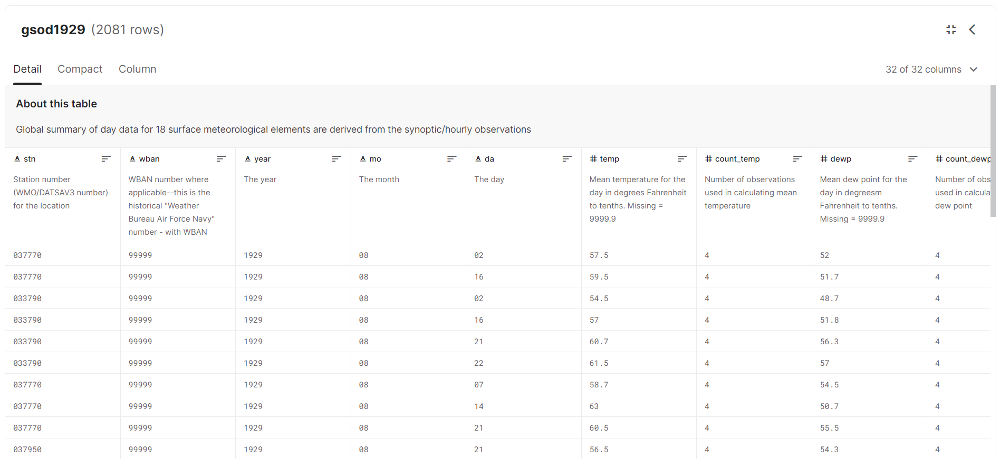 gsod1929 (2081 rows)
Detail Compact Column 32 of 32 columns
About this table
Global summary of day data for 18 surface meteorological elements are derived from the synoptic/hourly observations
stn wban year mo da temp count_temp dewp count_dewp
Station number WBAN number where The year The month The day Mean temperature for the Number of observations Mean dew point for the Number of obs
(WMO/DATSAV3 number) applicable--this is the day in degrees Fahrenheit used in calculating mean day in degreesm used in calcula
for the location historical "Weather to tenths. Missing = temperature Fahrenheit to tenths. dew point
Bureau Air Force Navy" 9999.9 Missing = 9999.9
number - with WBAN
037770 99999 1929 08 02 57.5 4 52 4
037770 99999 1929 08 16 59.5 4 51.7 4
033790 99999 1929 08 02 54.5 4 48.7 4
033790 99999 1929 08 16 57 4 51.8 4
033790 99999 1929 08 21 60.7 4 56.3 4
033790 99999 1929 08 22 61.5 4 57 4
037770 99999 1929 08 07 58.7 4 54.5 4
037770 99999 1929 08 14 63 4 50.7 4
037770 99999 1929 08 21 60.5 4 55.5 4
037950 99999 1929 08 21 56.5 4 54.3 4